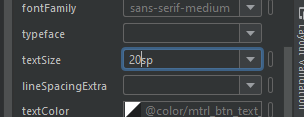 fontFamily sans-serif-medium
typeface
textSize 20sp
lineSpacingExtra
textColor @color/mtrl_btn_text
Layout Validation